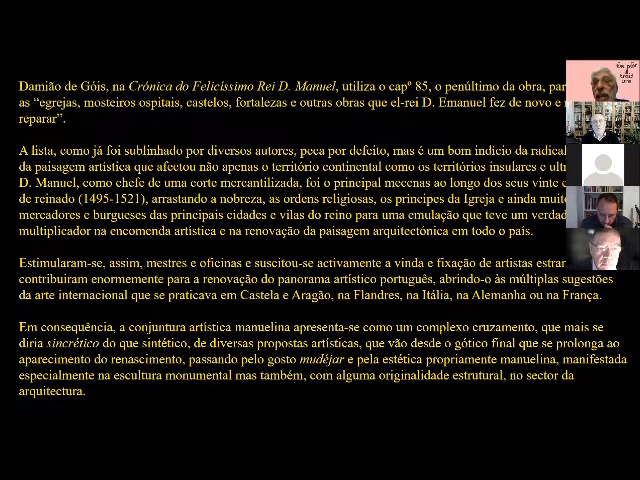 Damião de Góis, na Crónica do Felicíssimo Rei D. Manuel, utiliza o capº 85, o penúltimo da obra, par
as “egrejas, mosteiros ospitais, castelos, fortalezas e outras obras que el-rei D. Emanuel fez de novo e
reparar”.
A lista, como já foi sublinhado por diversos autores, peca por defeito, mas é um bom indício da radical
da paisagem artística que afectou não apenas o território continental como os territórios insulares e ultr
D. Manuel, como chefe de uma corte mercantilizada, foi o principal mecenas ao longo dos seus vinte e
de reinado (1495-1521), arrastando a nobreza, as ordens religiosas, os príncipes da Igreja e ainda muit
mercadores e burgueses das principais cidades e vilas do reino para uma emulação que teve um verdad
multiplicador na encomenda artística e na renovação da paisagem arquitectónica em todo o país.
Estimularam-se, assim, mestres e oficinas e suscitou-se activamente a vinda e fixação de artistas estran
contribuiram enormemente para a renovação do panorama artístico português, abrindo-o às múltiplas sugestões
da arte internacional que se praticava em Castela e Aragão, na Flandres, na Itália, na Alemanha ou na França.
Em consequência, a conjuntura artística manuelina apresenta-se como um complexo cruzamento, que mais se
diria sincrético do que sintético, de diversas propostas artísticas, que vão desde o gótico final que se prolonga ao
aparecimento do renascimento, passando pelo gosto mudéjar e pela estética propriamente manuelina, manifestada
especialmente na escultura monumental mas também, com alguma originalidade estrutural, no sector da
arquitectura.